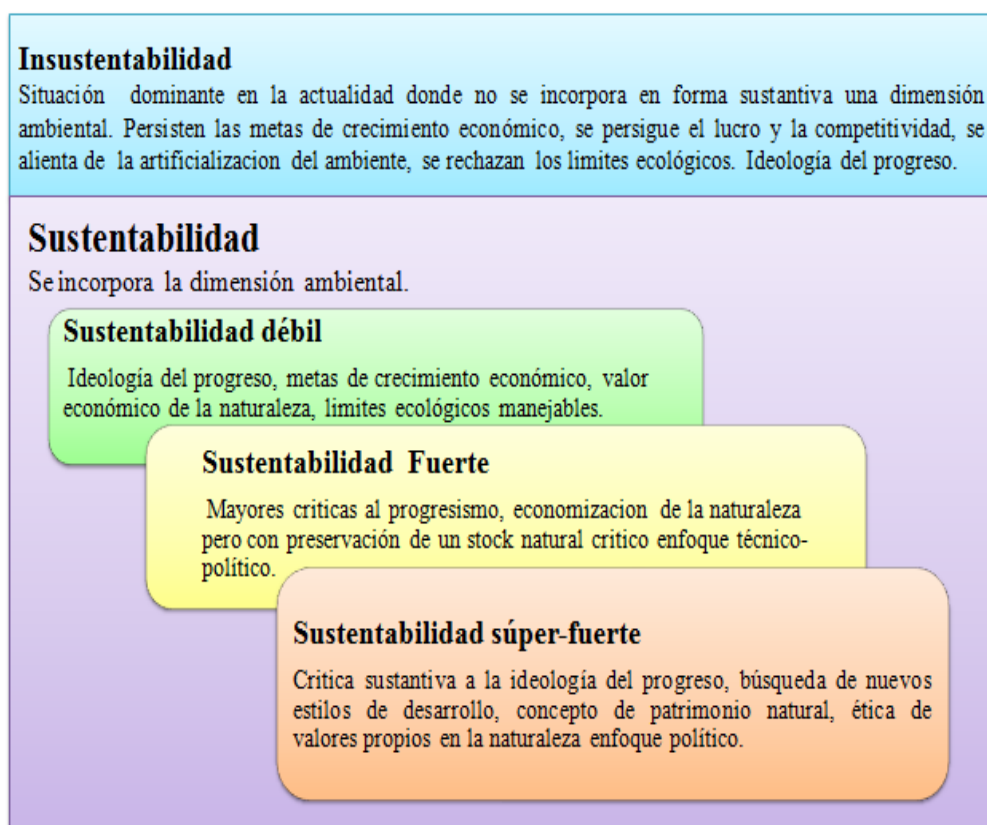 Insustentabilidad
Situación dominante en la actualidad donde no se incorpora en forma sustantiva una dimensión
ambiental. Persisten las metas de crecimiento económico, se persigue el lucro y la competitividad, se
alienta de la artificializacion del ambiente, se rechazan los limites ecológicos. Ideología del progreso.
Sustentabilidad
Se incorpora la dimensión ambiental.
Sustentabilidad débil
Ideología del progreso, metas de crecimiento económico, valor
económico de la naturaleza, limites ecológicos manejables.
Sustentabilidad Fuerte
Mayores criticas al progresismo, economizacion de la naturaleza
pero con preservación de un stock natural critico enfoque técnico-
político.
Sustentabilidad súper-fuerte
Critica sustantiva a la ideología del progreso, búsqueda de nuevos
estilos de desarrollo, concepto de patrimonio natural, ética de
valores propios en la naturaleza enfoque político.